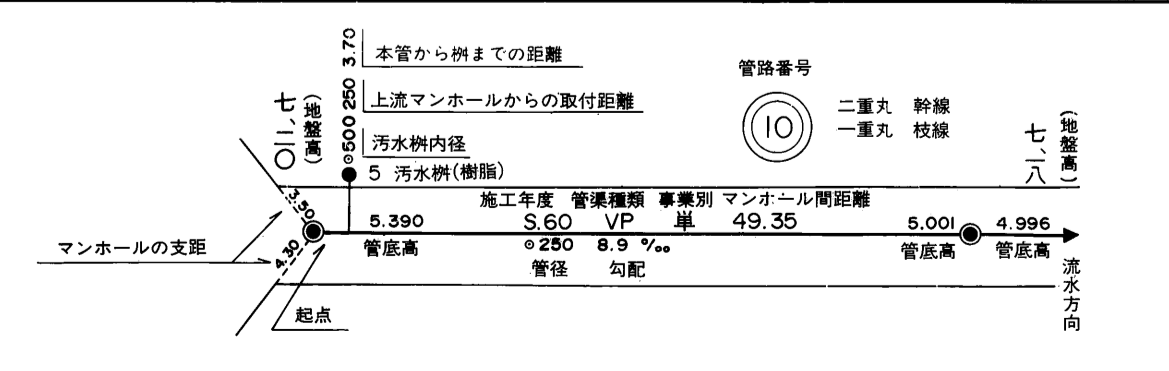 3.70
本管から桝までの距離
250
上流マンホールからの取付距離
⊙500
汚水桝内径
5 汚水桝(樹脂)
七、二〇
(地盤高)
管路番号
10
二重丸 幹線
一重丸 枝線
七、二八
(地盤高)
施工年度 管渠種類 事業別 マンホール間距離
3.50
5.390
S.60 VP 単 49.35
5.001
4.996
マンホールの支距
4.30
管底高
⊙250 8.9 ‰
管径 勾配
管底高
管底高
流水方向
起点